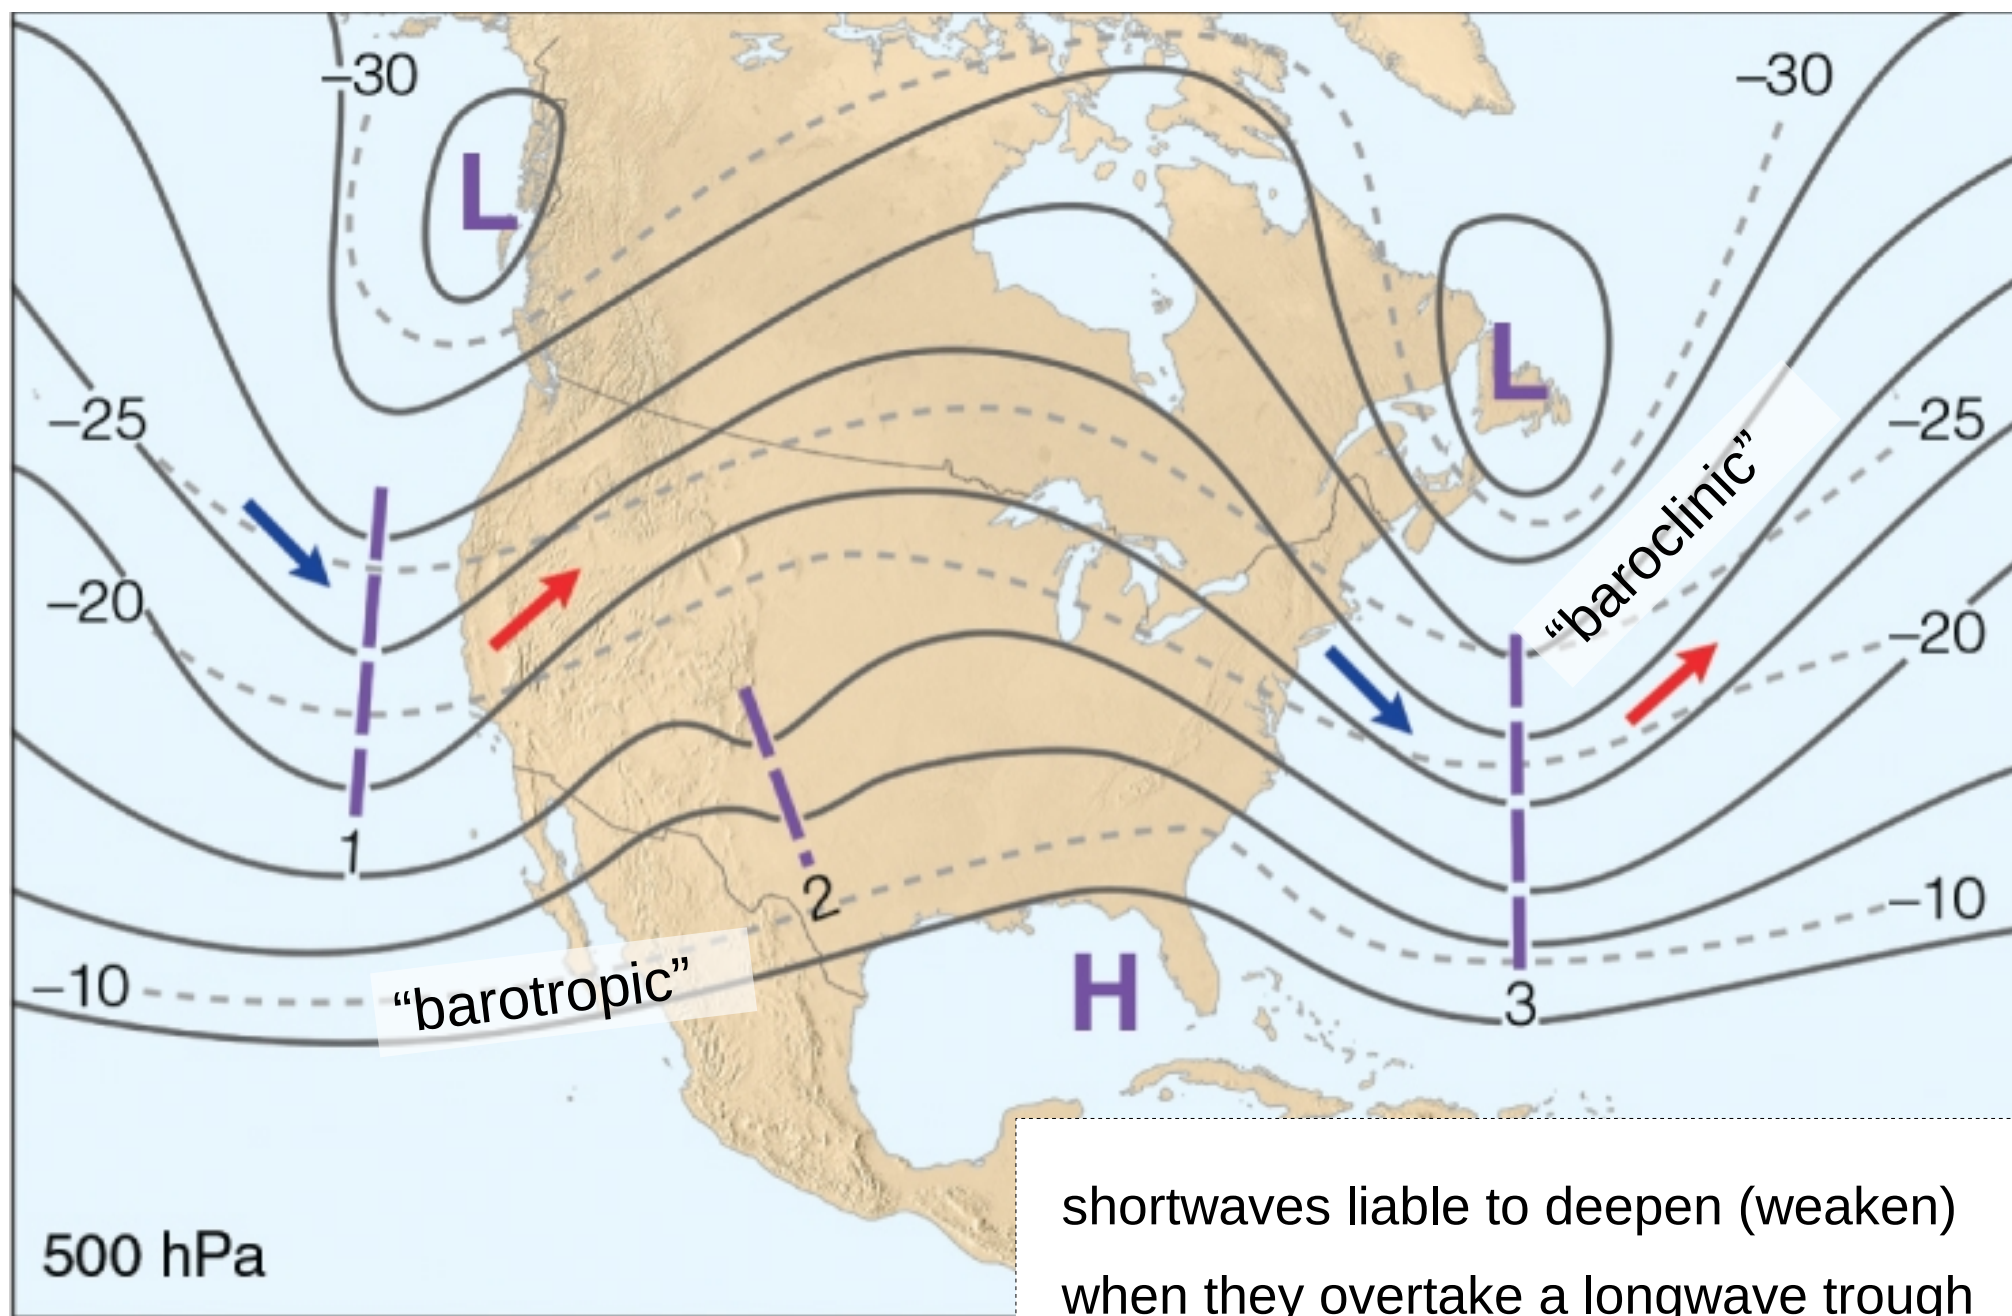 –30
–30
L
L
–25
–25
"baroclinic"
–20
–20
1
2
–10
"barotropic"
–10
H
3
500 hPa
shortwaves liable to deepen (weaken)
when they overtake a longwave trough